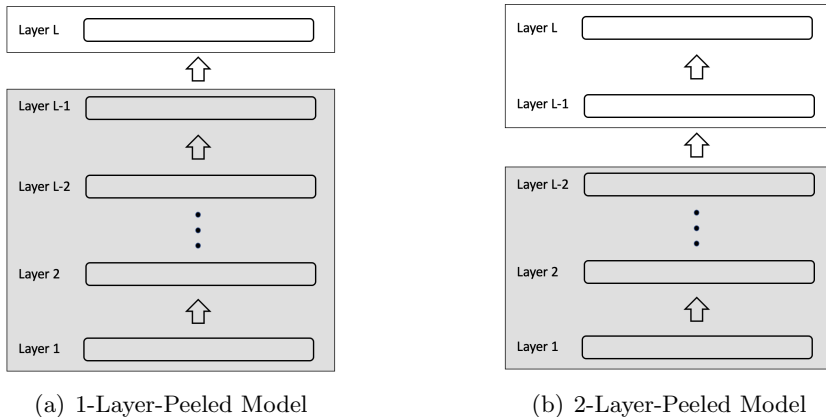 Layer L
Layer L-1
Layer L-2
Layer 2
Layer 1
(a) 1-Layer-Peeled Model
Layer L
Layer L-1
Layer L-2
Layer 2
Layer 1
(b) 2-Layer-Peeled Model